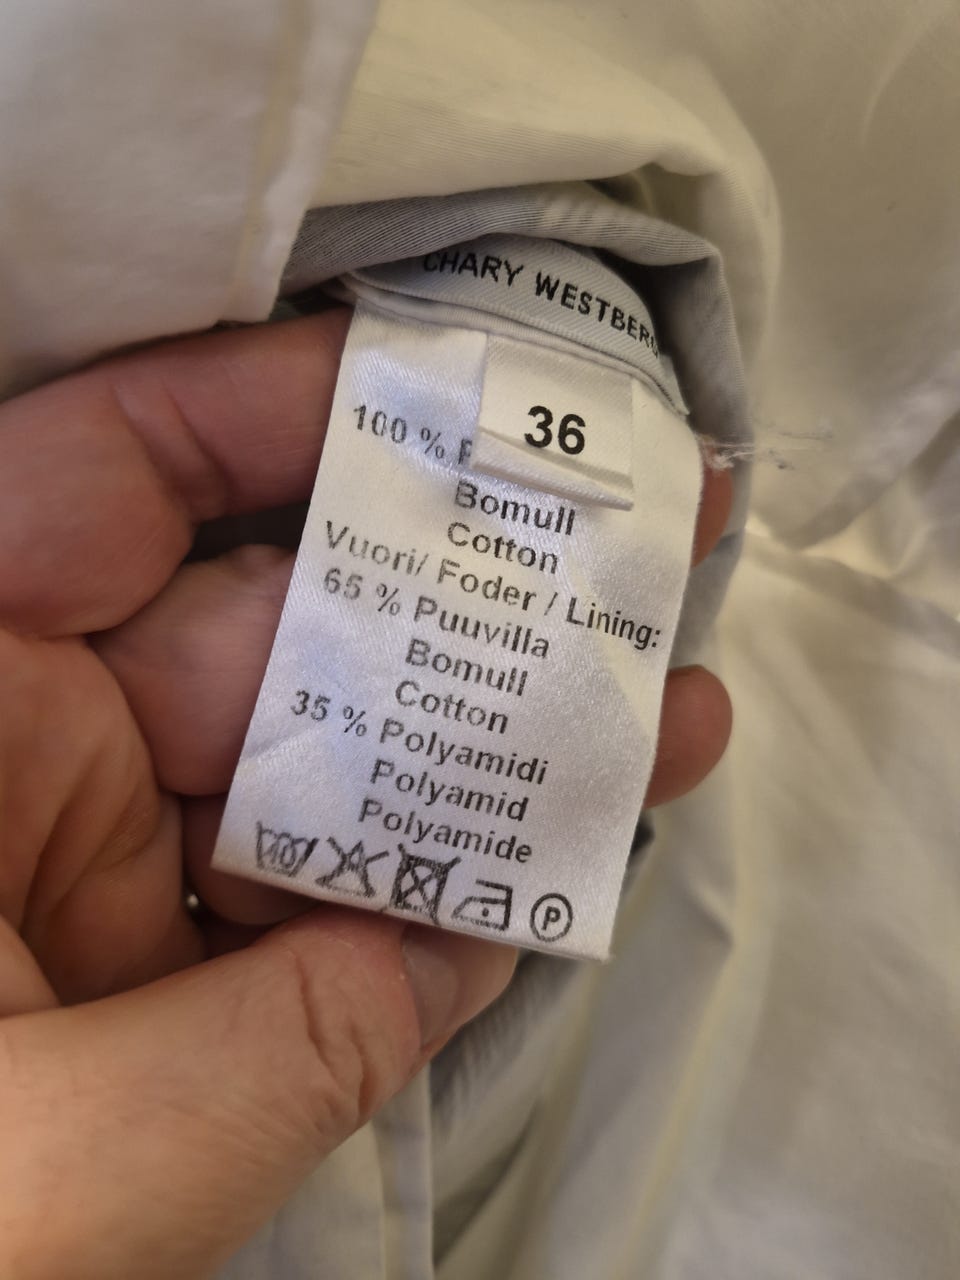 CHARY WESTBERG
36
100 %
Bomull
Cotton
Vuori/ Foder / Lining:
65 % Puuvilla
Bomull
Cotton
35 % Polyamidi
Polyamid
Polyamide
P